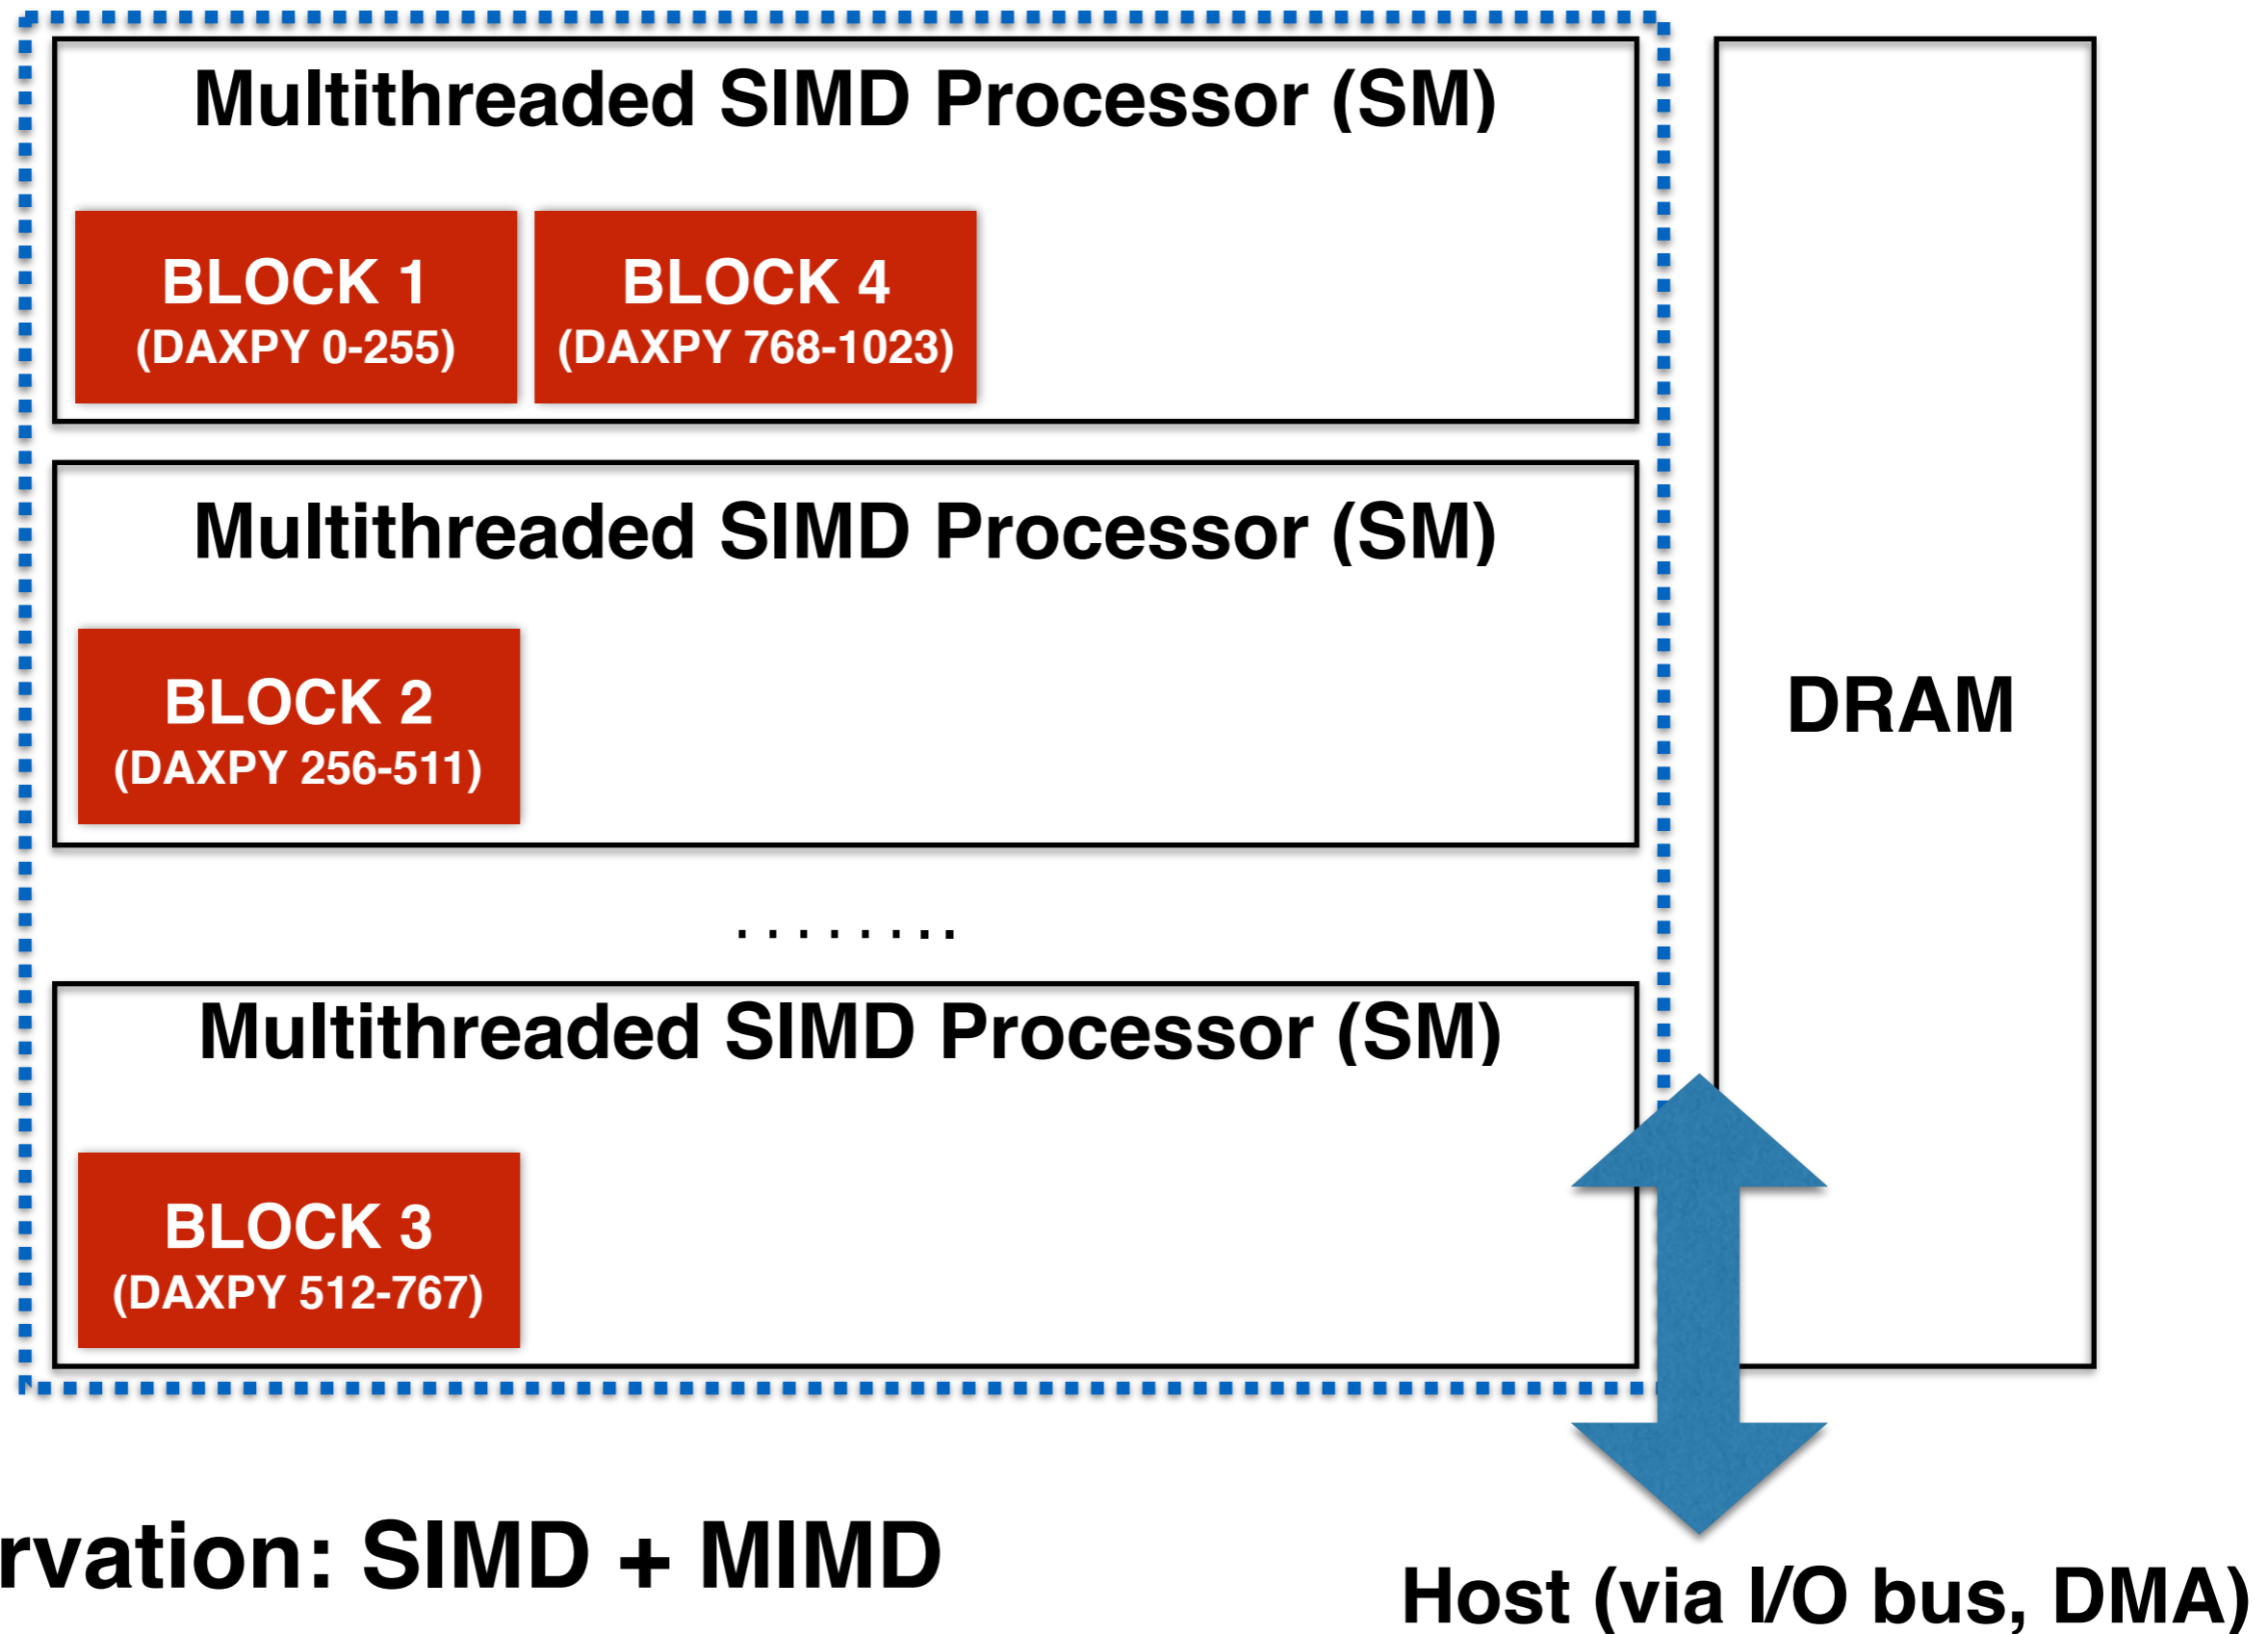 Multithreaded SIMD Processor (SM)
BLOCK 1
(DAXPY 0-255)
BLOCK 4
(DAXPY 768-1023)
Multithreaded SIMD Processor (SM)
BLOCK 2
(DAXPY 256-511)
DRAM
........
Multithreaded SIMD Processor (SM)
BLOCK 3
(DAXPY 512-767)
rvation: SIMD + MIMD
Host (via I/O bus, DMA)